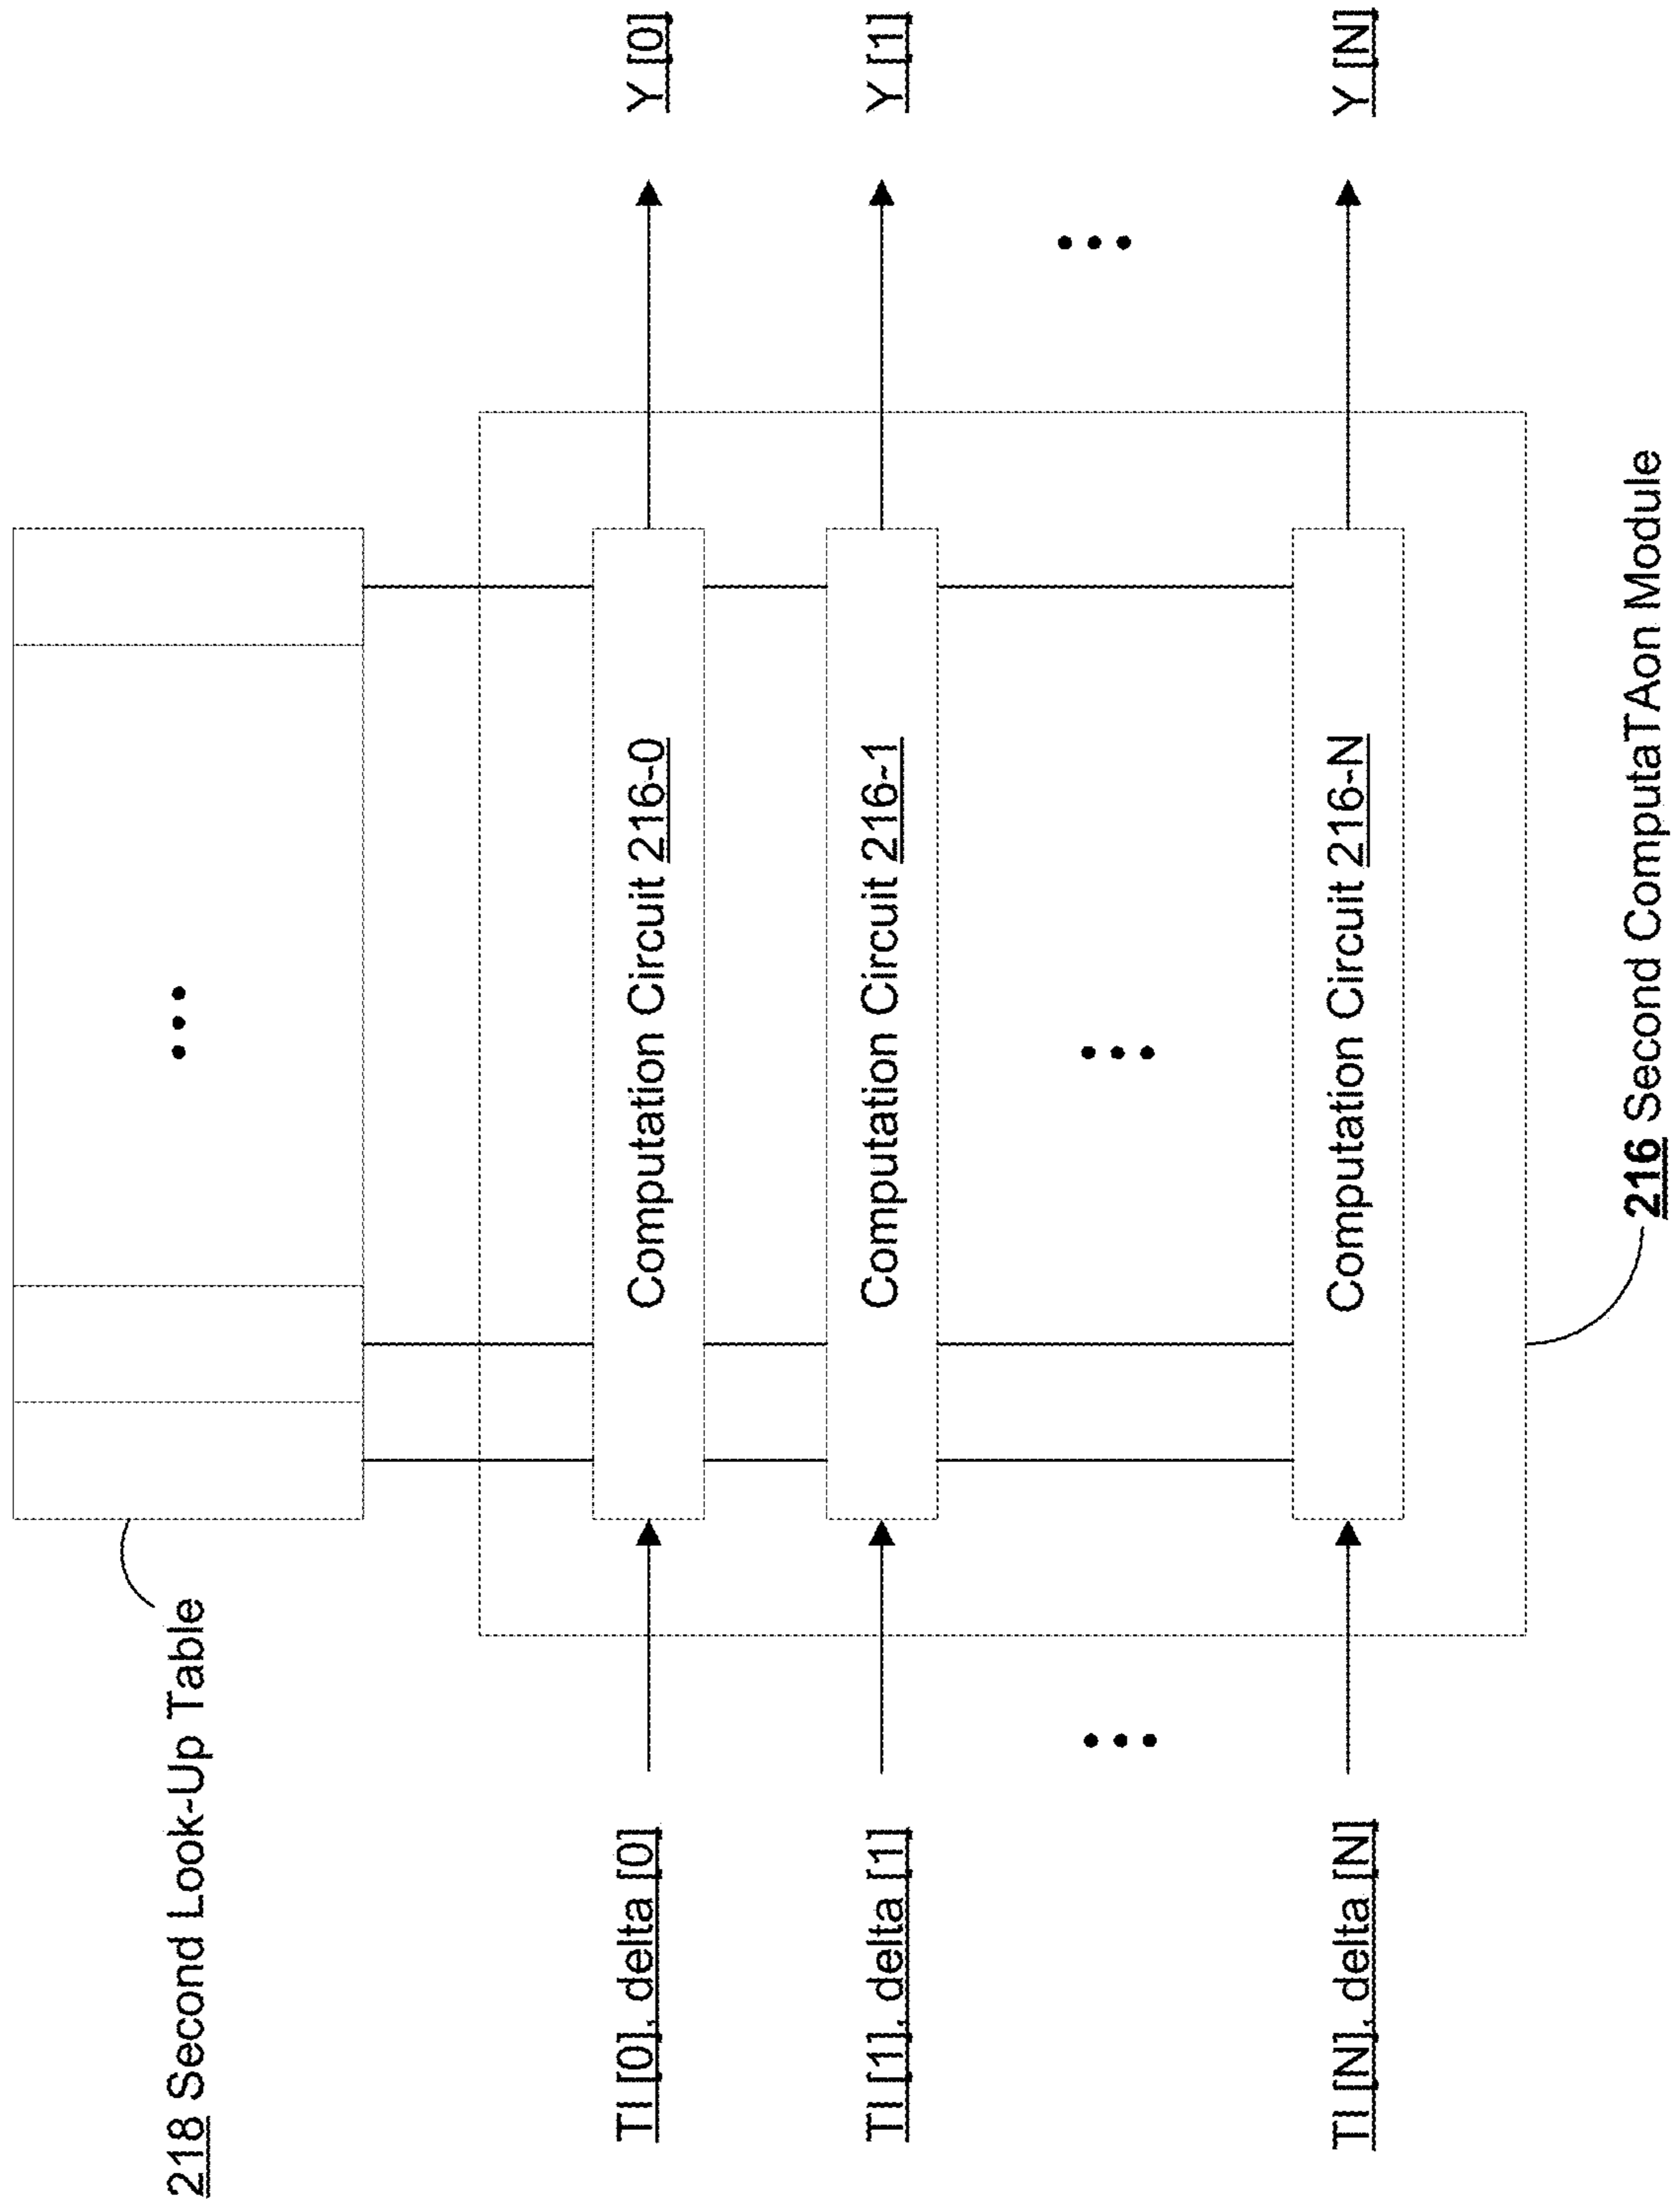 218 Second Look-Up Table
TI [0], delta [0]
Computation Circuit 216-0
Y [0]
TI [1], delta [1]
Computation Circuit 216-1
Y [1]
TI [N], delta [N]
Computation Circuit 216-N
Y [N]
216 Second ComputaTAon Module